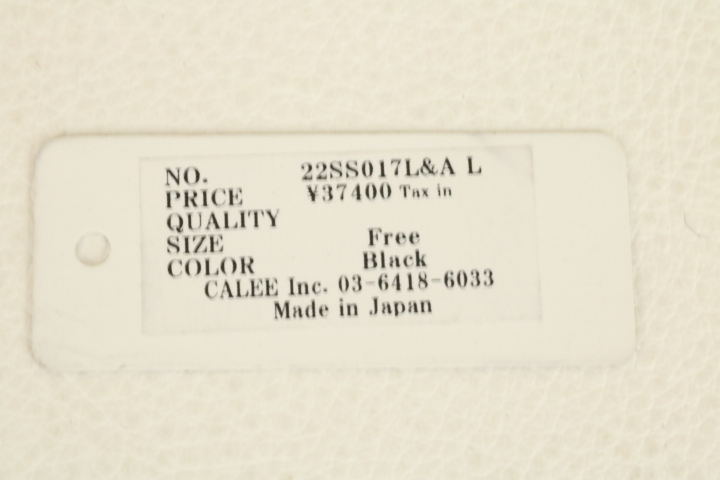 NO. 22SS017L&A L
PRICE ¥37400 Tax in
QUALITY
SIZE Free
COLOR Black
CALEE Inc. 03-6418-6033
Made in Japan